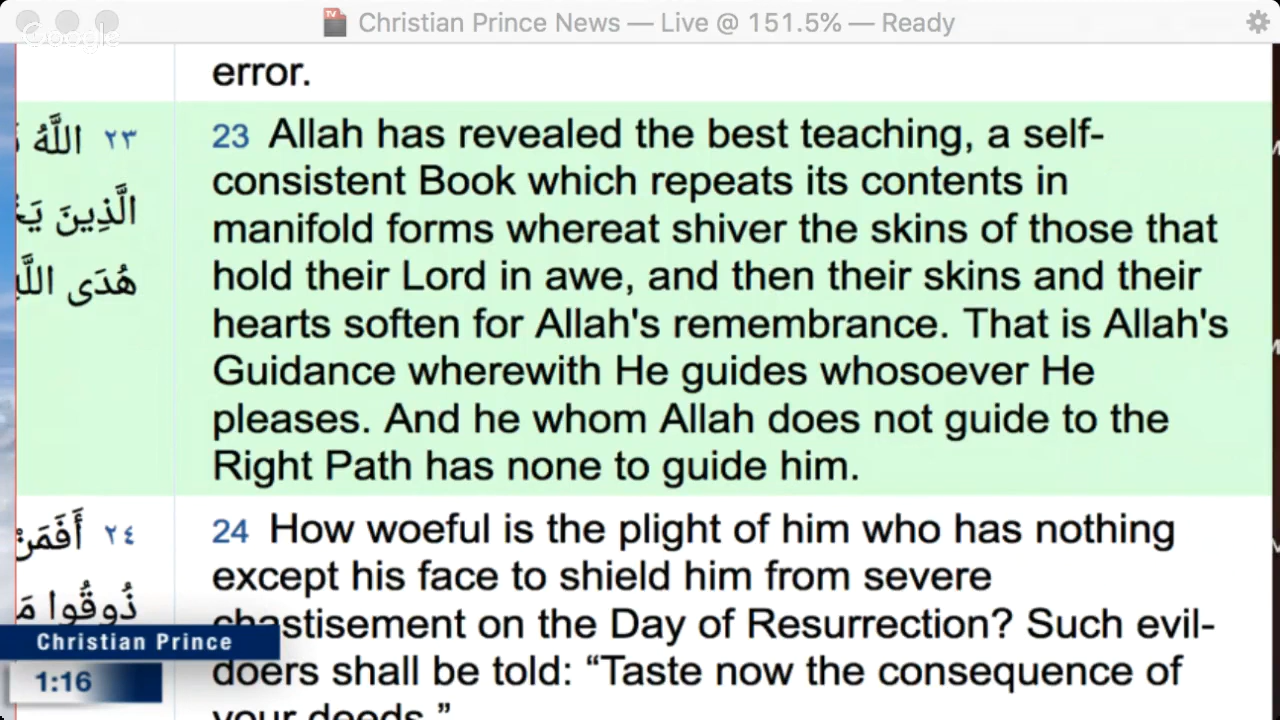 Christian Prince News — Live @ 151.5% — Ready
Google
error.
٢٣ اللَّهُ
23 Allah has revealed the best teaching, a self-
consistent Book which repeats its contents in
الَّذِينَ
manifold forms whereat shiver the skins of those that
هُدَى
hold their Lord in awe, and then their skins and their
hearts soften for Allah's remembrance. That is Allah's
Guidance wherewith He guides whosoever He
pleases. And he whom Allah does not guide to the
Right Path has none to guide him.
٢٤ أَفَمَنْ
24 How woeful is the plight of him who has nothing
except his face to shield him from severe
ذُوقُوا
chastisement on the Day of Resurrection? Such evil-
Christian Prince
doers shall be told: “Taste now the consequence of
1:16
your deeds.”